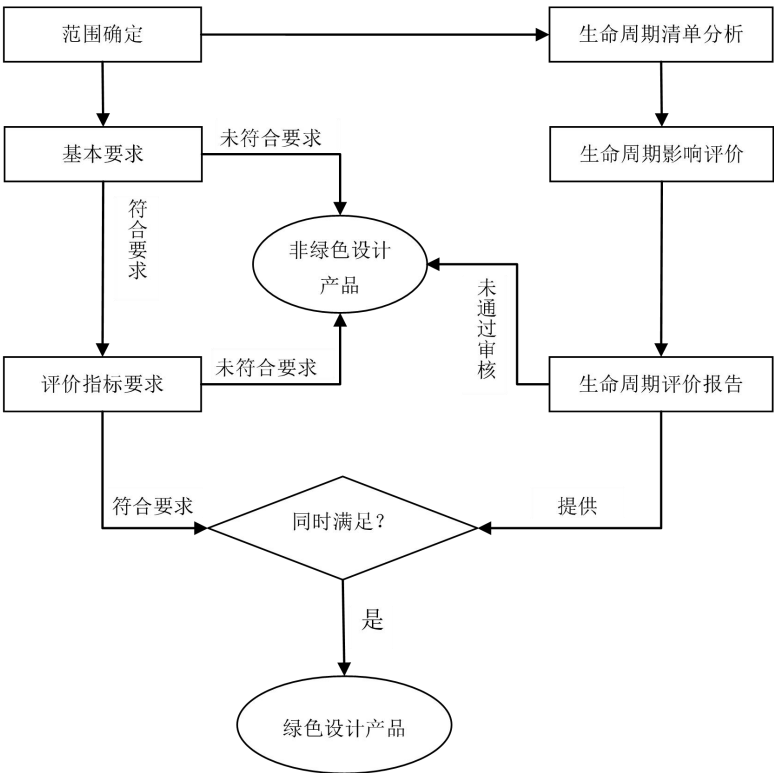 范围确定
生命周期清单分析
基本要求
未符合要求
生命周期影响评价
符合要求
非绿色设计
产品
未通过审核
评价指标要求
未符合要求
生命周期评价报告
符合要求
同时满足？
提供
是
绿色设计产品